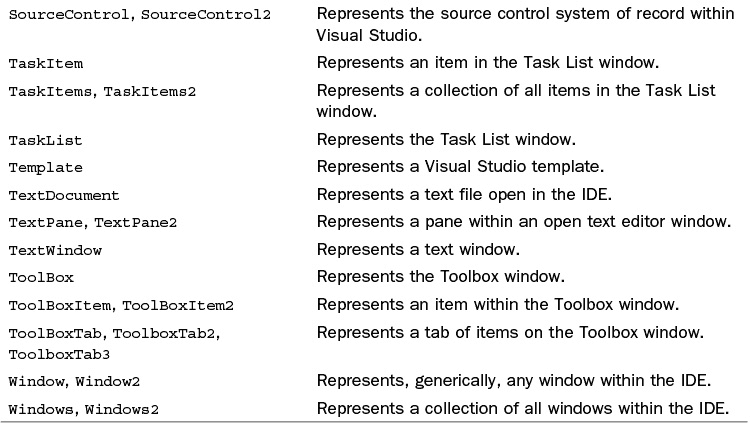 SourceControl, SourceControl2 Represents the source control system of record within
Visual Studio.
TaskItem Represents an item in the Task List window.
TaskItems, TaskItems2 Represents a collection of all items in the Task List
window.
TaskList Represents the Task List window.
Template Represents a Visual Studio template.
TextDocument Represents a text file open in the IDE.
TextPane, TextPane2 Represents a pane within an open text editor window.
TextWindow Represents a text window.
ToolBox Represents the Toolbox window.
ToolBoxItem, ToolBoxItem2 Represents an item within the Toolbox window.
ToolBoxTab, ToolboxTab2, Represents a tab of items on the Toolbox window.
ToolboxTab3
Window, Window2 Represents, generically, any window within the IDE.
Windows, Windows2 Represents a collection of all windows within the IDE.